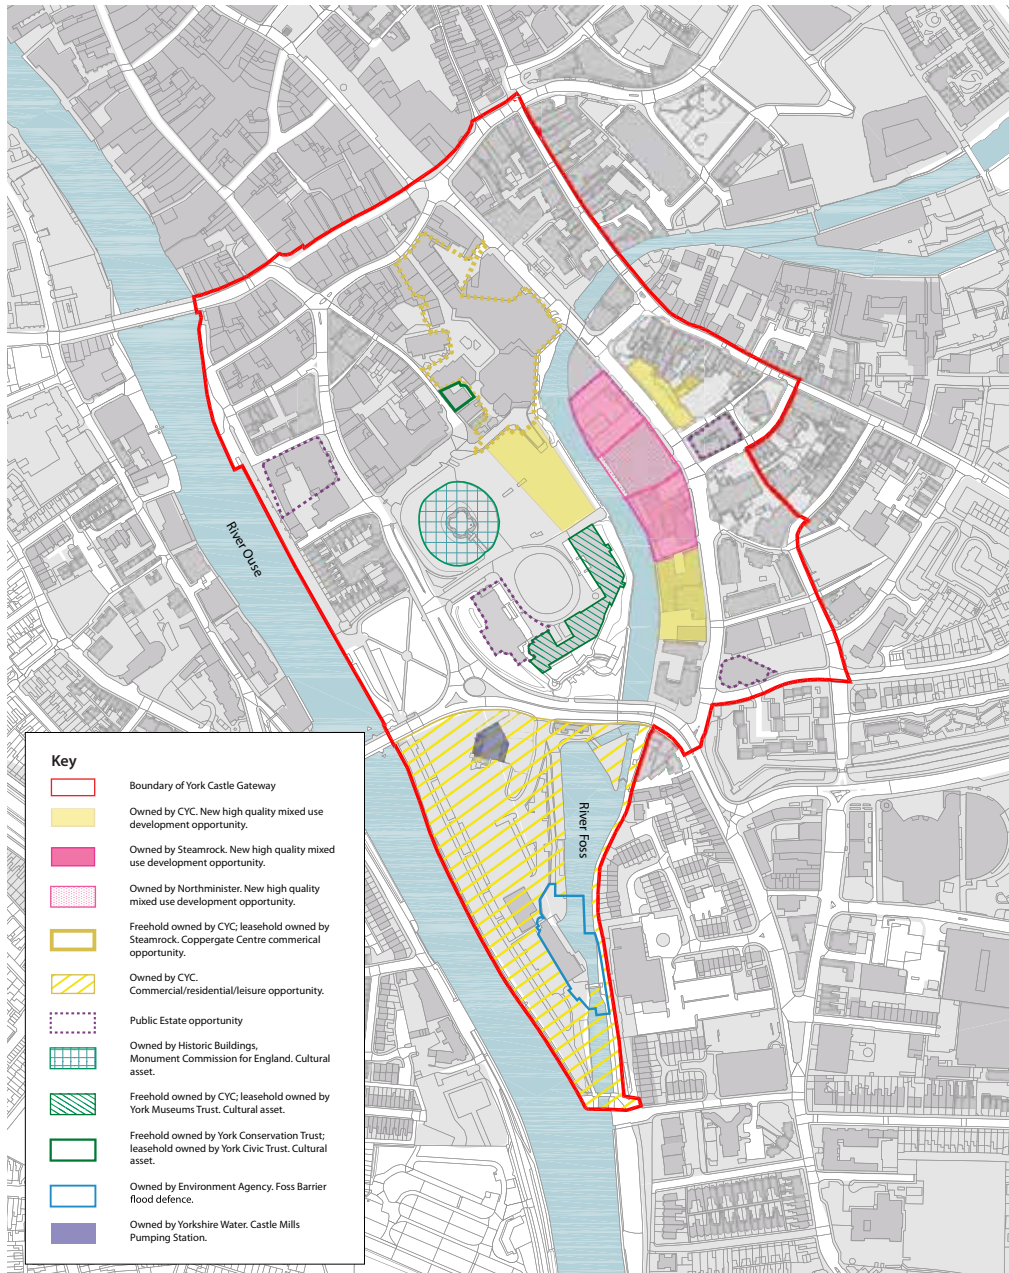 River Ouse
River Foss
Key
Boundary of York Castle Gateway
Owned by CYC. New high quality mixed use
development opportunity.
Owned by Steamrock. New high quality mixed
use development opportunity.
Owned by Northminister. New high quality
mixed use development opportunity.
Freehold owned by CYC; leasehold owned by
Steamrock. Coppergate Centre commerical
opportunity.
Owned by CYC.
Commercial/residential/leisure opportunity.
Public Estate opportunity
Owned by Historic Buildings,
Monument Commission for England. Cultural
asset.
Freehold owned by CYC; leasehold owned by
York Museums Trust. Cultural asset.
Freehold owned by York Conservation Trust;
leasehold owned by York Civic Trust. Cultural
asset.
Owned by Environment Agency. Foss Barrier
flood defence.
Owned by Yorkshire Water. Castle Mills
Pumping Station.